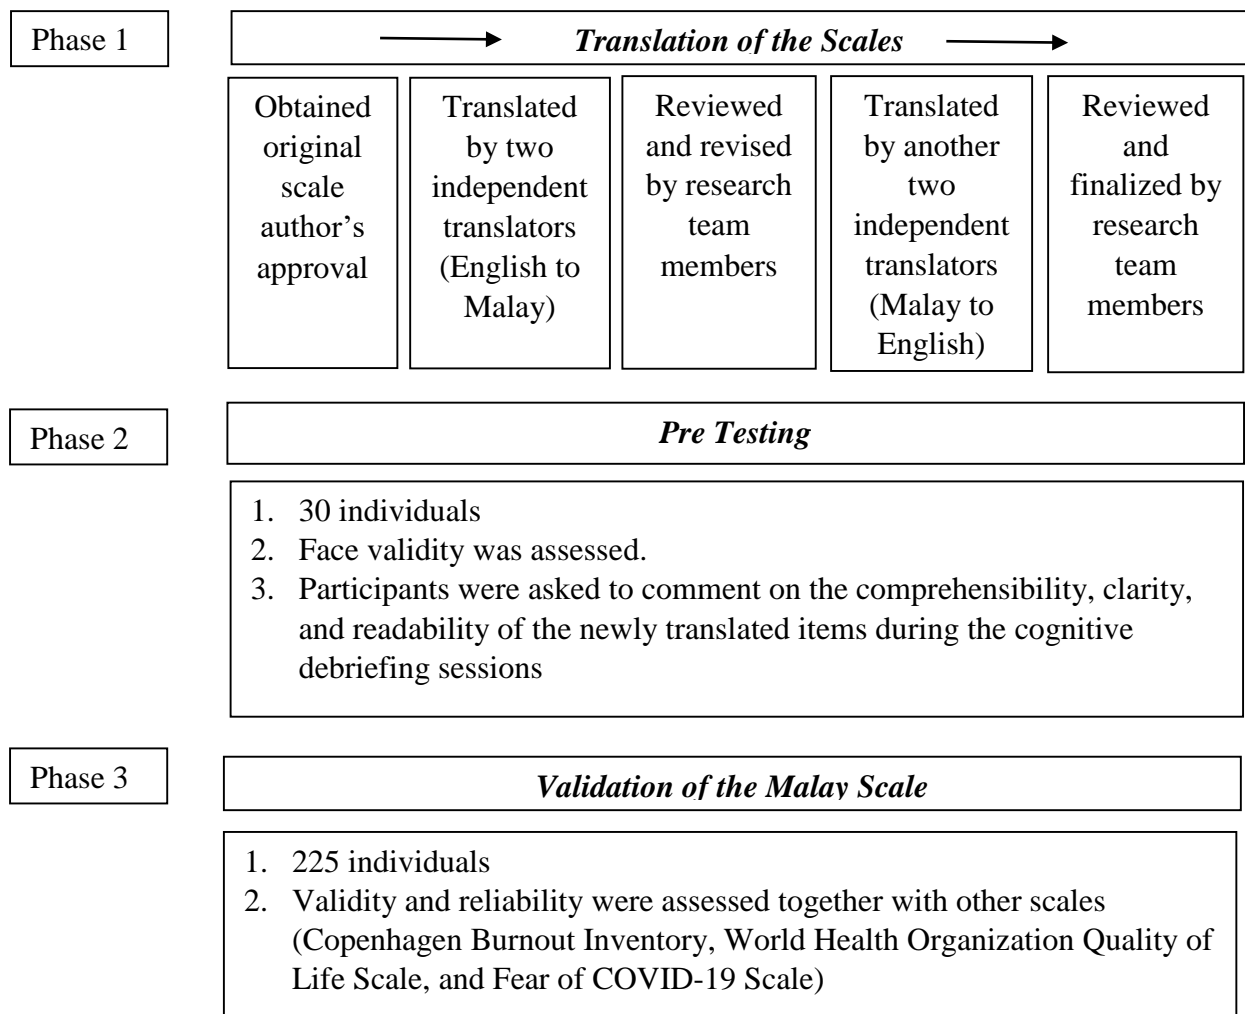 Phase 1
Translation of the Scales
Obtained
original
scale
author’s
approval
Translated
by two
independent
translators
(English to
Malay)
Reviewed
and revised
by research
team
members
Translated
by another
two
independent
translators
(Malay to
English)
Reviewed
and
finalized by
research
team
members
Phase 2
Pre Testing
1. 30 individuals
2. Face validity was assessed.
3. Participants were asked to comment on the comprehensibility, clarity,
and readability of the newly translated items during the cognitive
debriefing sessions
Phase 3
Validation of the Malay Scale
1. 225 individuals
2. Validity and reliability were assessed together with other scales
(Copenhagen Burnout Inventory, World Health Organization Quality of
Life Scale, and Fear of COVID-19 Scale)